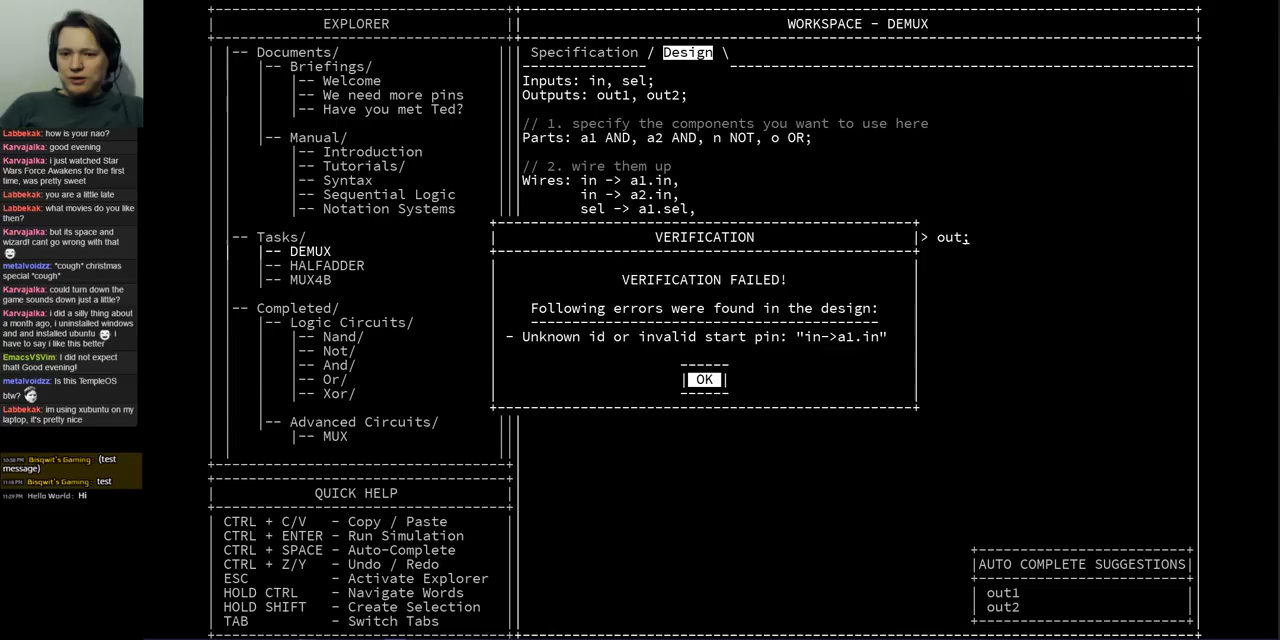 EXPLORER
WORKSPACE - DEMUX
-- Documents/
-- Briefings/
-- Welcome
-- We need more pins
-- Have you met Ted?
-- Manual/
-- Introduction
-- Tutorials/
-- Syntax
-- Sequential Logic
-- Notation Systems
-- Tasks/
-- DEMUX
-- HALFADDER
-- MUX4B
-- Completed/
-- Logic Circuits/
-- Nand/
-- Not/
-- And/
-- Or/
-- Xor/
-- Advanced Circuits/
-- MUX
Specification / Design \
Inputs: in, sel;
Outputs: out1, out2;
// 1. specify the components you want to use here
Parts: a1 AND, a2 AND, n NOT, o OR;
// 2. wire them up
Wires: in -> a1.in,
in -> a2.in,
sel -> a1.sel,
> out;
VERIFICATION
VERIFICATION FAILED!
Following errors were found in the design:
- Unknown id or invalid start pin: "in->a1.in"
OK
QUICK HELP
CTRL + C/V - Copy / Paste
CTRL + ENTER - Run Simulation
CTRL + SPACE - Auto-Complete
CTRL + Z/Y - Undo / Redo
ESC - Activate Explorer
HOLD CTRL - Navigate Words
HOLD SHIFT - Create Selection
TAB - Switch Tabs
AUTO COMPLETE SUGGESTIONS
out1
out2
Labbekak: how is your nao?
Karvajalka: good evening
Karvajalka: i just watched Star
Wars Force Awakens for the first
time, was pretty sweet
Labbekak: you are a little late
Labbekak: what movies do you like
then?
Karvajalka: but its space and
wizard! cant go wrong with that
metalvoidzz: *cough* christmas
special *cough*
Karvajalka: could turn down the
game sounds down just a little?
Karvajalka: i did a silly thing about
a month ago, i uninstalled windows
and and installed ubuntu i
have to say i like this better
EmacsVSVim: I did not expect
that! Good evening!
metalvoidzz: Is this TempleOS
btw?
Labbekak: im using xubuntu on my
laptop, it's pretty nice
10:58 PM Bisqwit's Gaming: (test
message)
11:18 PM Bisqwit's Gaming: test
11:29 PM Hello World: Hi